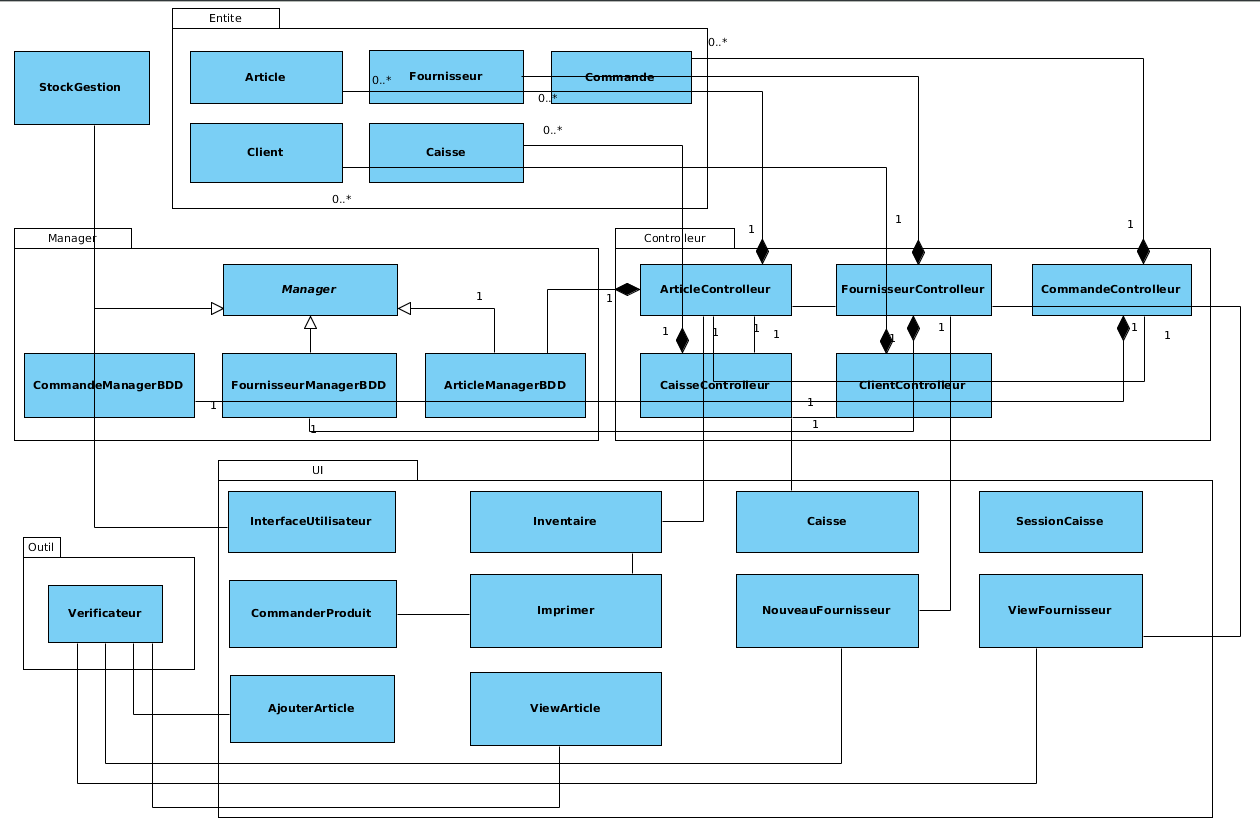 Entite
0..*
StockGestion
Article
Fournisseur
Commande
0..*
0..*
0..*
Client
Caisse
0..*
1
1
1
Manager
Controlleur
Manager
ArticleControlleur
FournisseurControlleur
CommandeControlleur
1
1
1
1
1
1
1
1
1
1
CommandeManagerBDD
FournisseurManagerBDD
ArticleManagerBDD
CaisseControlleur
ClientControlleur
1
1
1
1
UI
InterfaceUtilisateur
Inventaire
Caisse
SessionCaisse
Outil
Verificateur
CommanderProduit
Imprimer
NouveauFournisseur
ViewFournisseur
AjouterArticle
ViewArticle